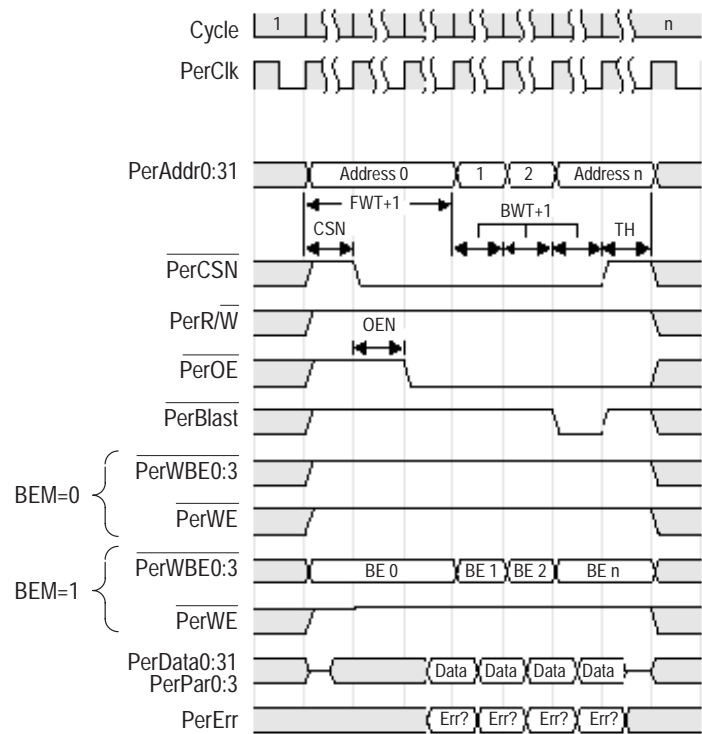 Cycle 1 n
PerClk
PerAddr0:31 Address 0 1 2 Address n
FWT+1 BWT+1
CSN TH
PerCSN
PerR/W
OEN
PerOE
PerBlast
BEM=0
PerWBE0:3
PerWE
BEM=1
PerWBE0:3 BE 0 BE 1 BE 2 BE n
PerWE
PerData0:31
PerPar0:3
Data Data Data Data
PerErr Err? Err? Err? Err?